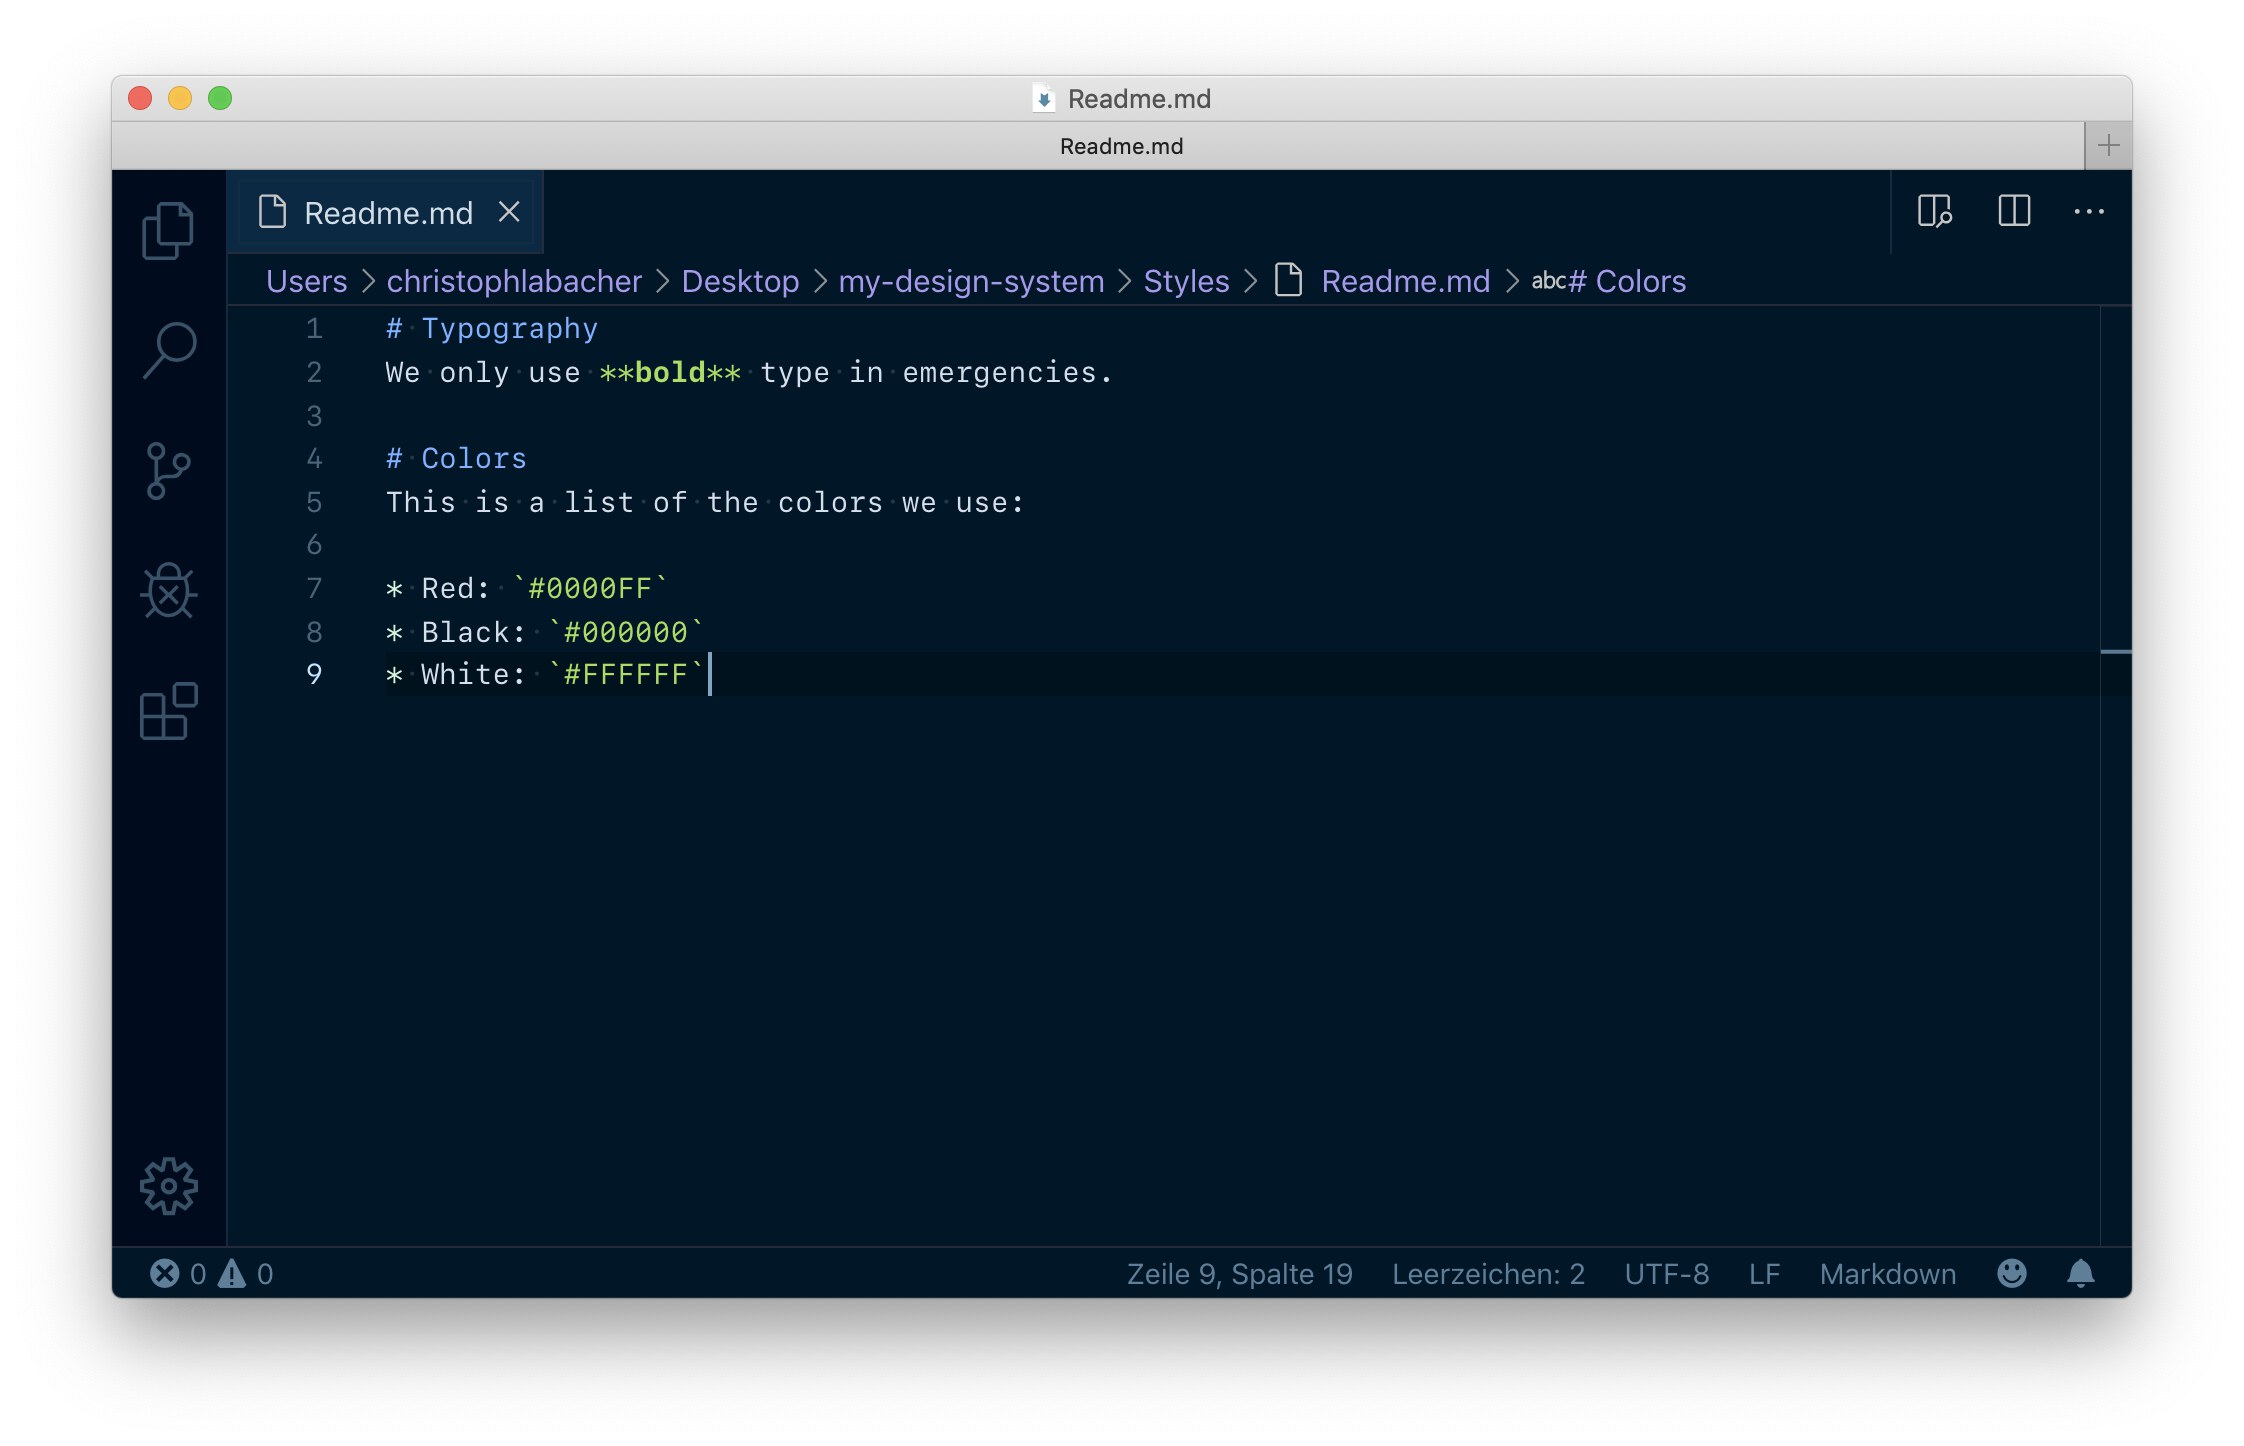 Readme.md
Readme.md
Readme.md
Users > christophlabacher > Desktop > my-design-system > Styles > Readme.md > abc# Colors
1 # Typography
2 We only use **bold** type in emergencies.
3
4 # Colors
5 This is a list of the colors we use:
6
7 * Red: `#0000FF`
8 * Black: `#000000`
9 * White: `#FFFFFF`
0 0 Zeile 9, Spalte 19 Leerzeichen: 2 UTF-8 LF Markdown